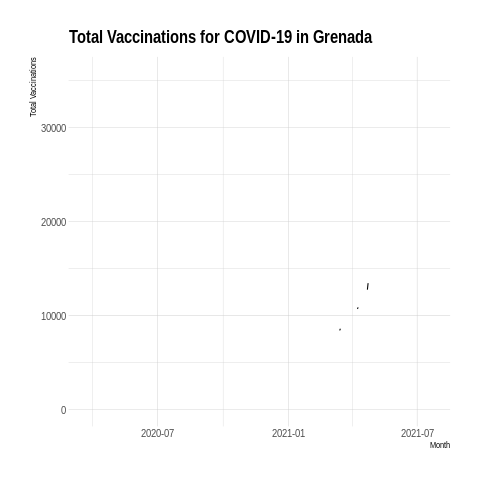 Total Vaccinations for COVID-19 in Grenada
Total Vaccinations
30000
20000
10000
0
2020-07 2021-01 2021-07
Month